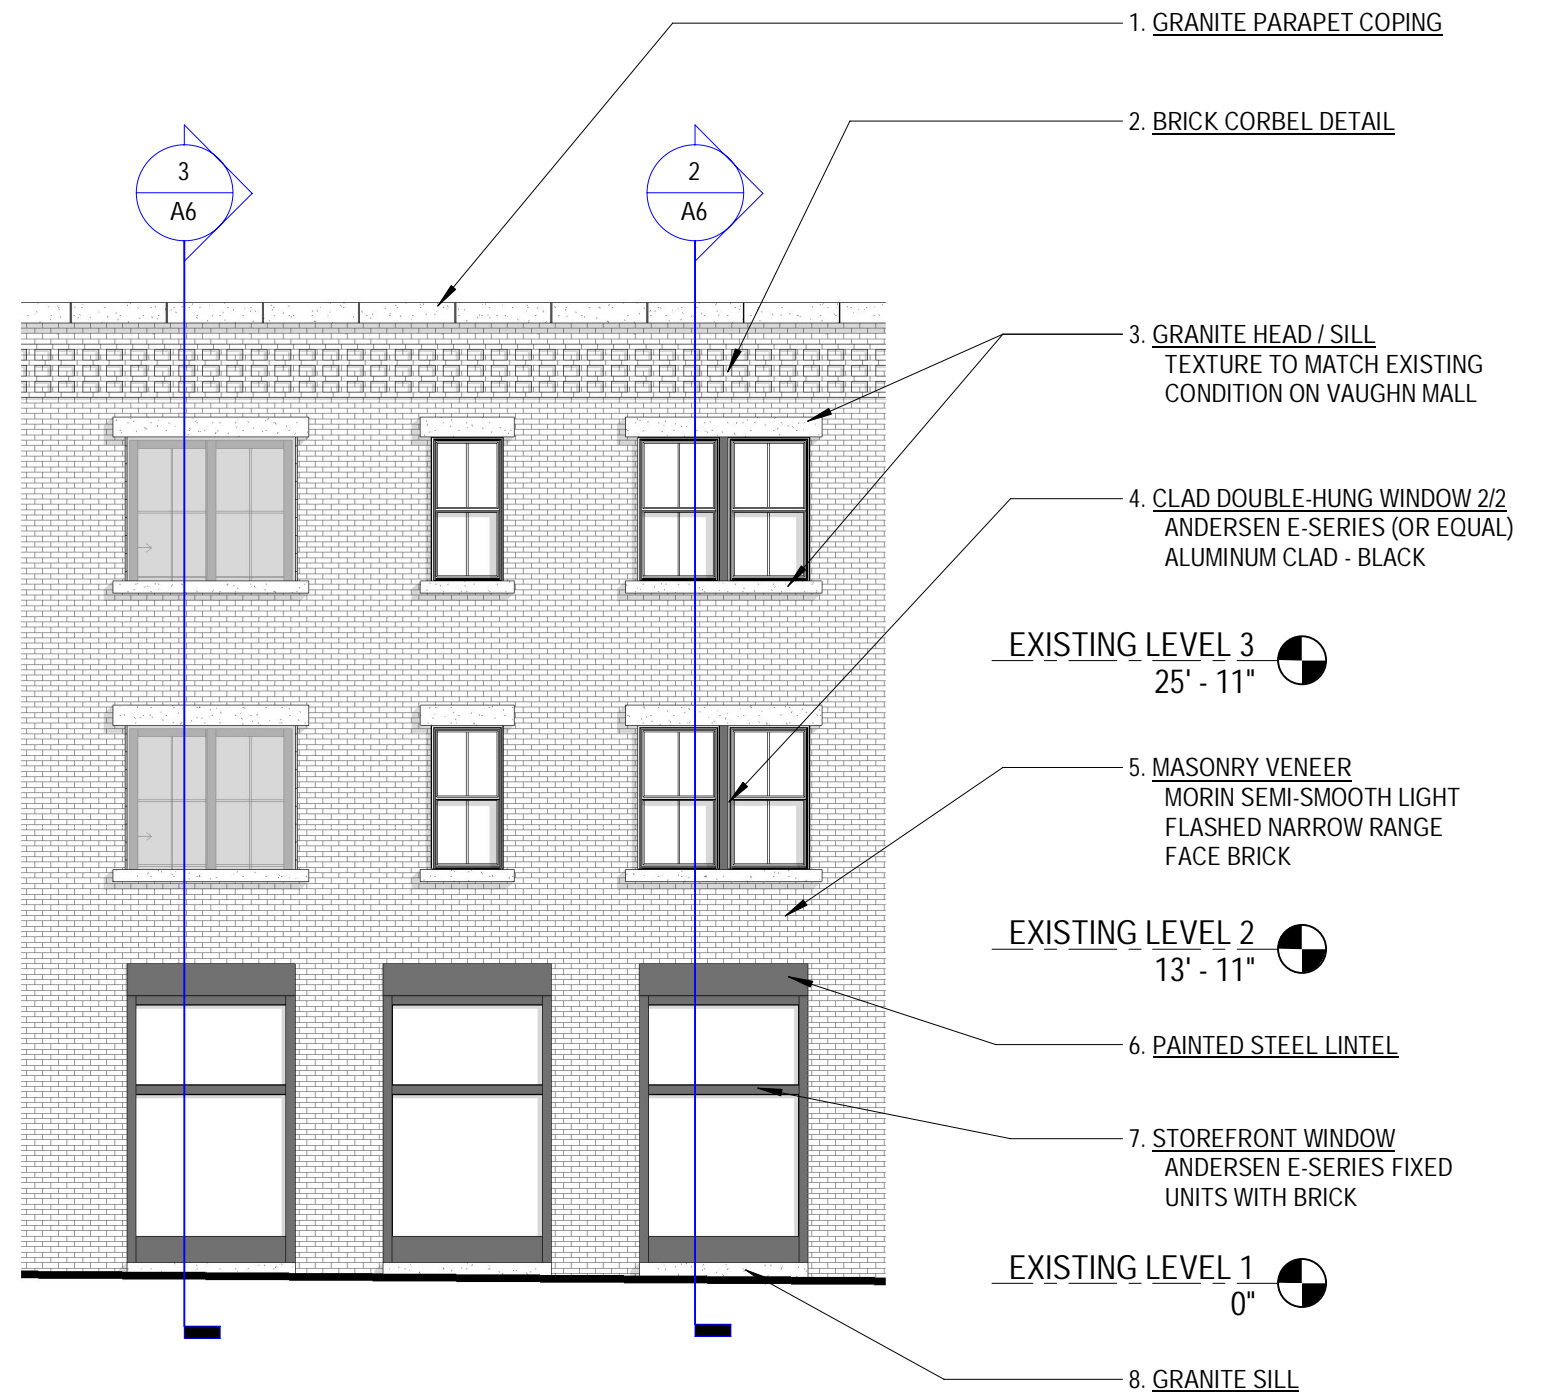 1. GRANITE PARAPET COPING
2. BRICK CORBEL DETAIL
3
A6
2
A6
3. GRANITE HEAD / SILL
TEXTURE TO MATCH EXISTING
CONDITION ON VAUGHN MALL
4. CLAD DOUBLE-HUNG WINDOW 2/2
ANDERSEN E-SERIES (OR EQUAL)
ALUMINUM CLAD - BLACK
EXISTING LEVEL 3
25' - 11"
5. MASONRY VENEER
MORIN SEMI-SMOOTH LIGHT
FLASHED NARROW RANGE
FACE BRICK
EXISTING LEVEL 2
13' - 11"
6. PAINTED STEEL LINTEL
7. STOREFRONT WINDOW
ANDERSEN E-SERIES FIXED
UNITS WITH BRICK
EXISTING LEVEL 1
0"
8. GRANITE SILL